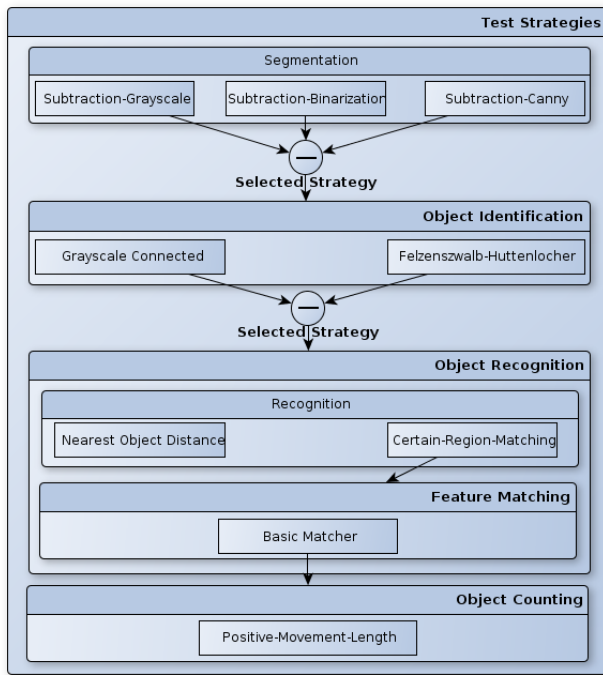 Test Strategies
Segmentation
Subtraction-Grayscale
Subtraction-Binarization
Subtraction-Canny
Selected Strategy
Object Identification
Grayscale Connected
Felzenszwalb-Huttenlocher
Selected Strategy
Object Recognition
Recognition
Nearest Object Distance
Certain-Region-Matching
Feature Matching
Basic Matcher
Object Counting
Positive-Movement-Length